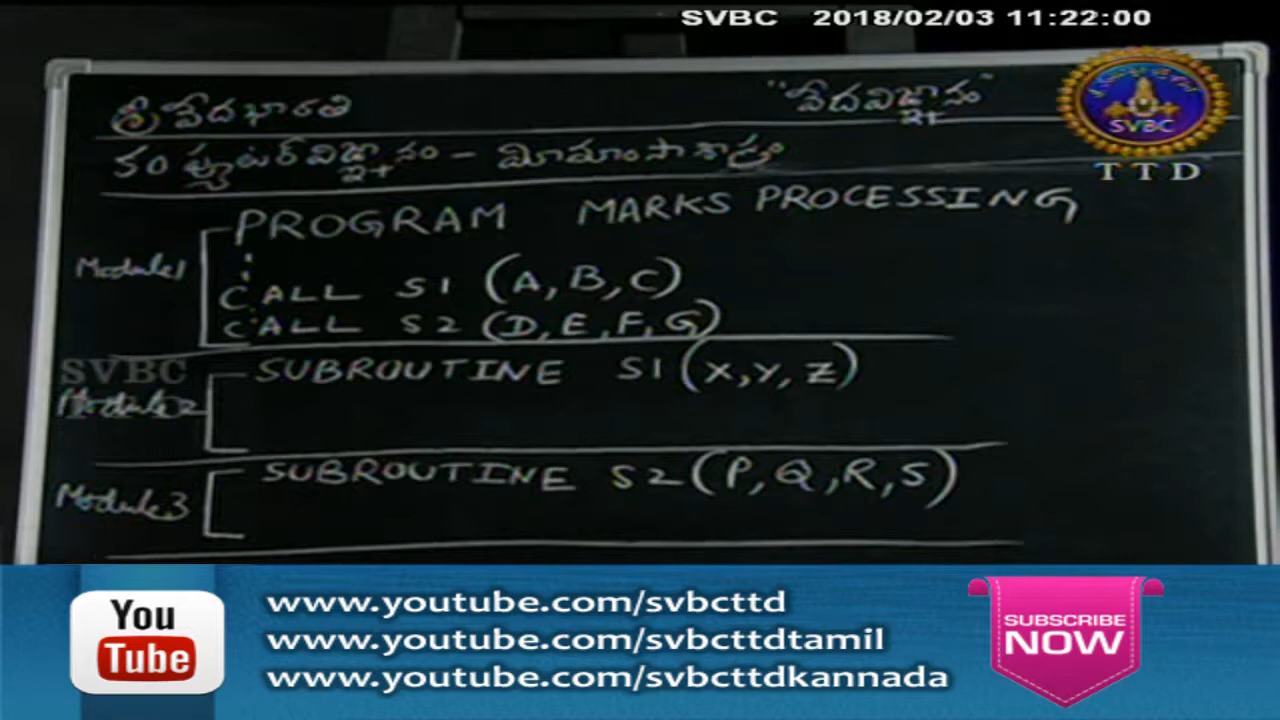 SVBC 2018/02/03 11:22:00
శ్రీ వేదభారతి "వేదవిజ్ఞానం"
కంప్యూటర్ విజ్ఞానం - మీమాంసాశాస్త్రం
SVBC
TTD
PROGRAM MARKS PROCESSING
Module1
CALL S1 (A, B, C)
CALL S2 (D, E, F, G)
SVBC
SUBROUTINE S1 (X, Y, Z)
Module2
SUBROUTINE S2 (P, Q, R, S)
Module3
You
Tube
www.youtube.com/svbcttd
www.youtube.com/svbcttdtamil
www.youtube.com/svbcttdkannada
SUBSCRIBE
NOW